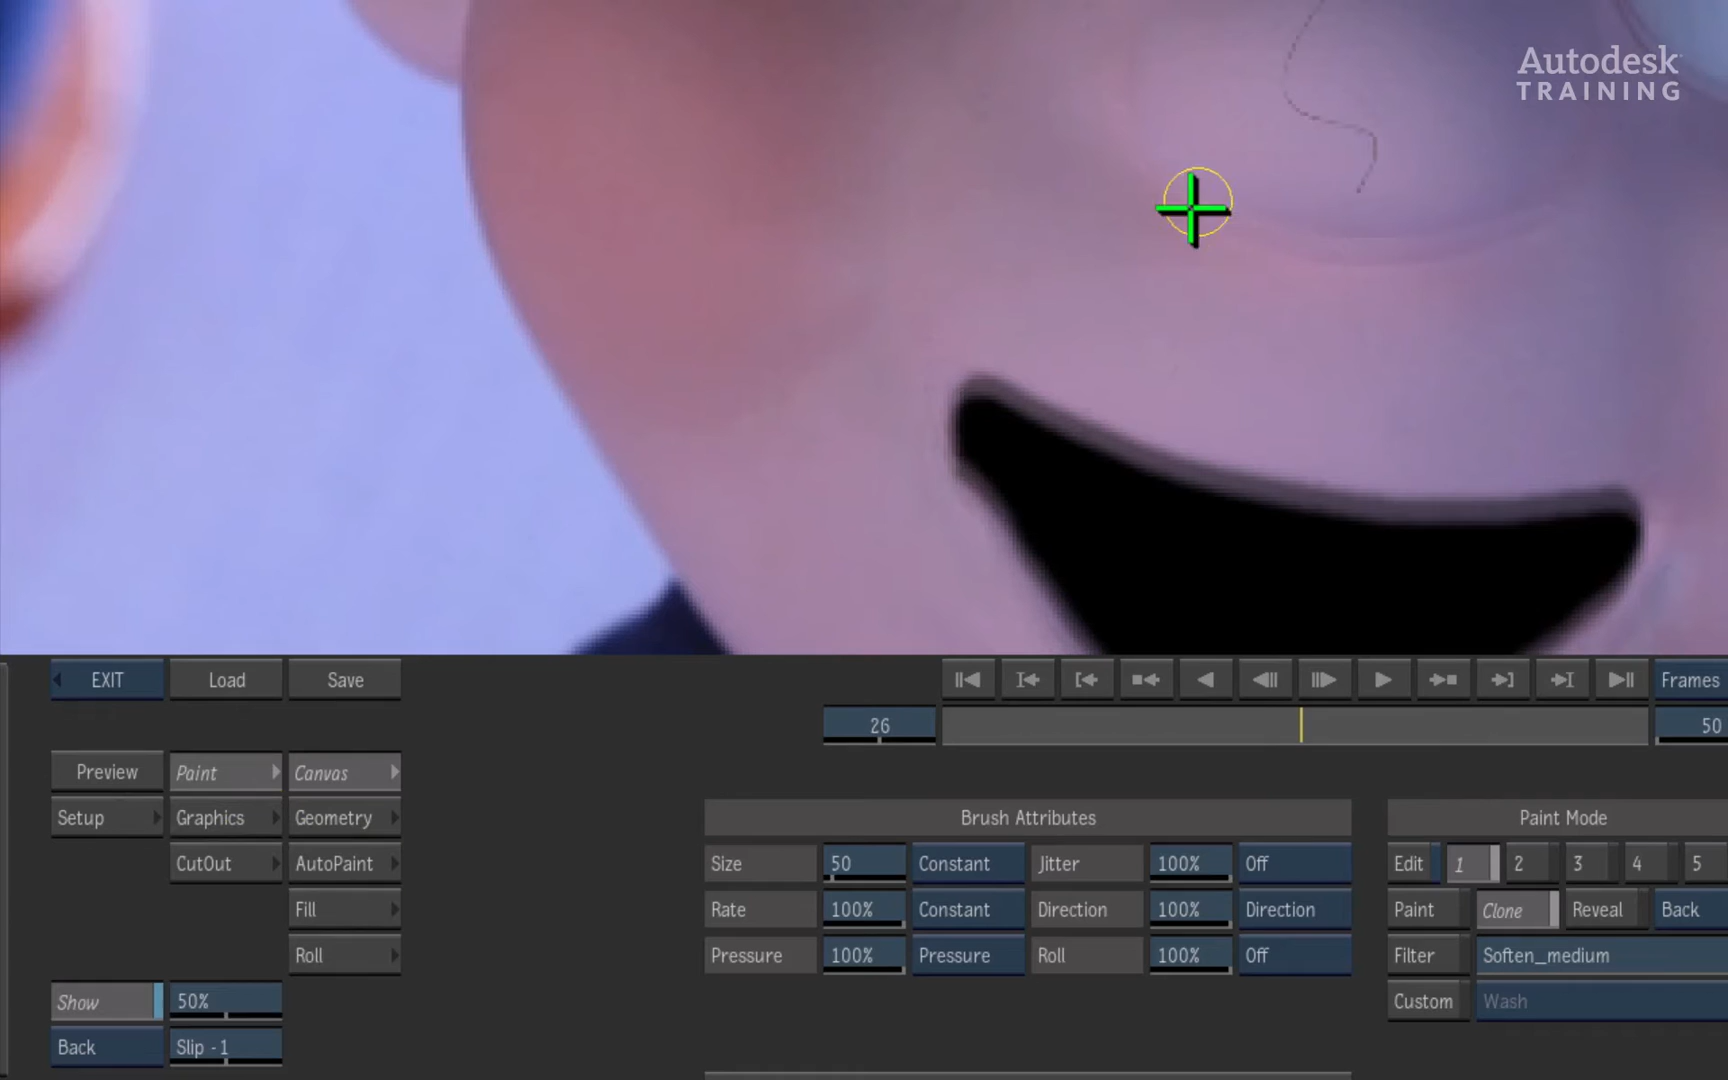 Autodesk
TRAINING
EXIT Load Save Frames
26 50
Preview Paint Canvas
Setup Graphics Geometry Brush Attributes Paint Mode
CutOut AutoPaint Size 50 Constant Jitter 100% Off Edit 1 2 3 4 5
Fill Rate 100% Constant Direction 100% Direction Paint Clone Reveal Back
Roll Pressure 100% Pressure Roll 100% Off Filter Soften_medium
Show 50% Custom Wash
Back Slip -1